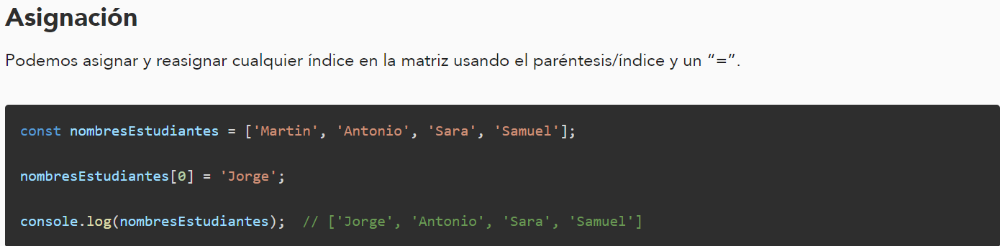 Asignación
Podemos asignar y reasignar cualquier índice en la matriz usando el paréntesis/índice y un “=”.
const nombresEstudiantes = ['Martin', 'Antonio', 'Sara', 'Samuel'];
nombresEstudiantes[0] = 'Jorge';
console.log(nombresEstudiantes);  // ['Jorge', 'Antonio', 'Sara', 'Samuel']